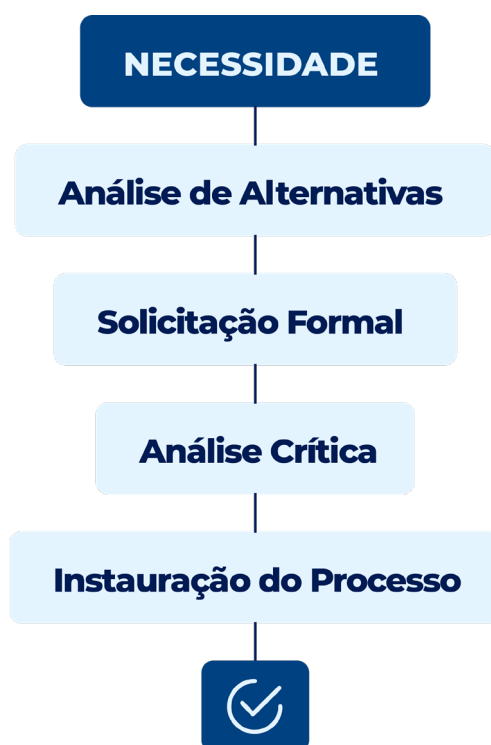 NECESSIDADE
Análise de Alternativas
Solicitação Formal
Análise Crítica
Instauração do Processo